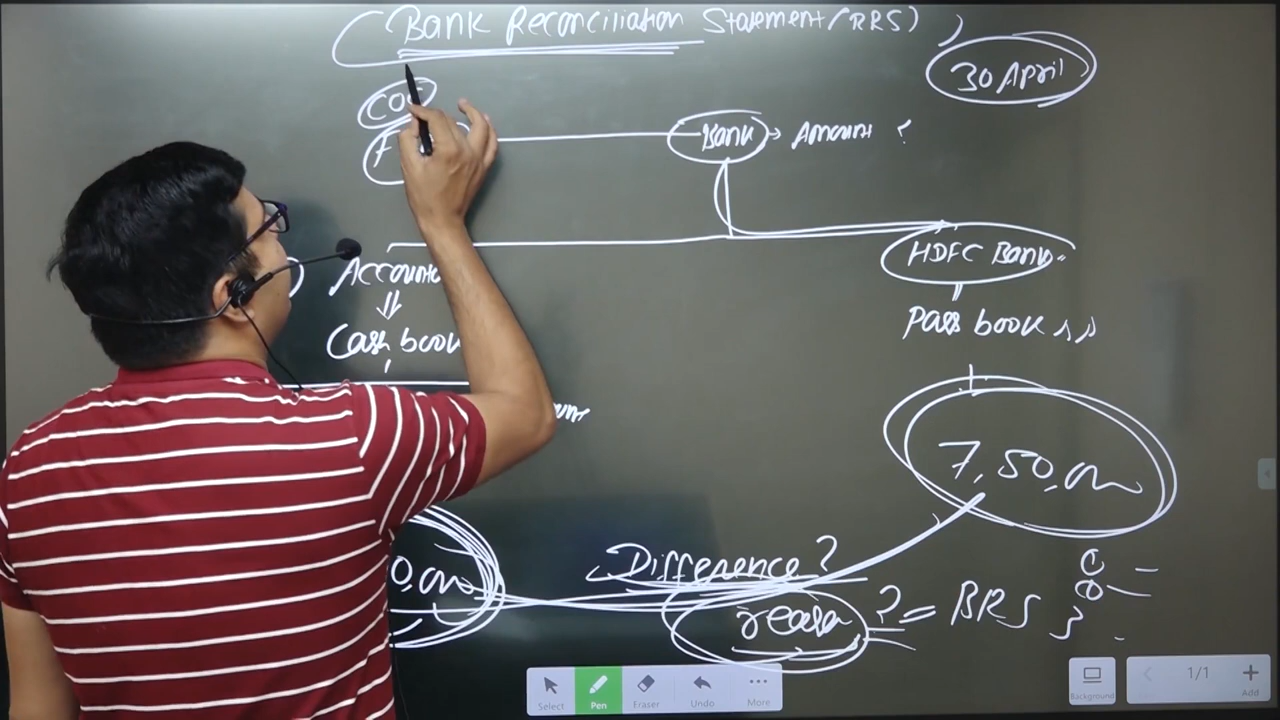 (Bank Reconciliation Statement (BRS)
30 April
Bank → Amount ?
HDFC Bank
Pass book
Cash book
7,50,000
Difference?
reason ? = BRS
1/1
Select Pen Eraser Undo More Background Add